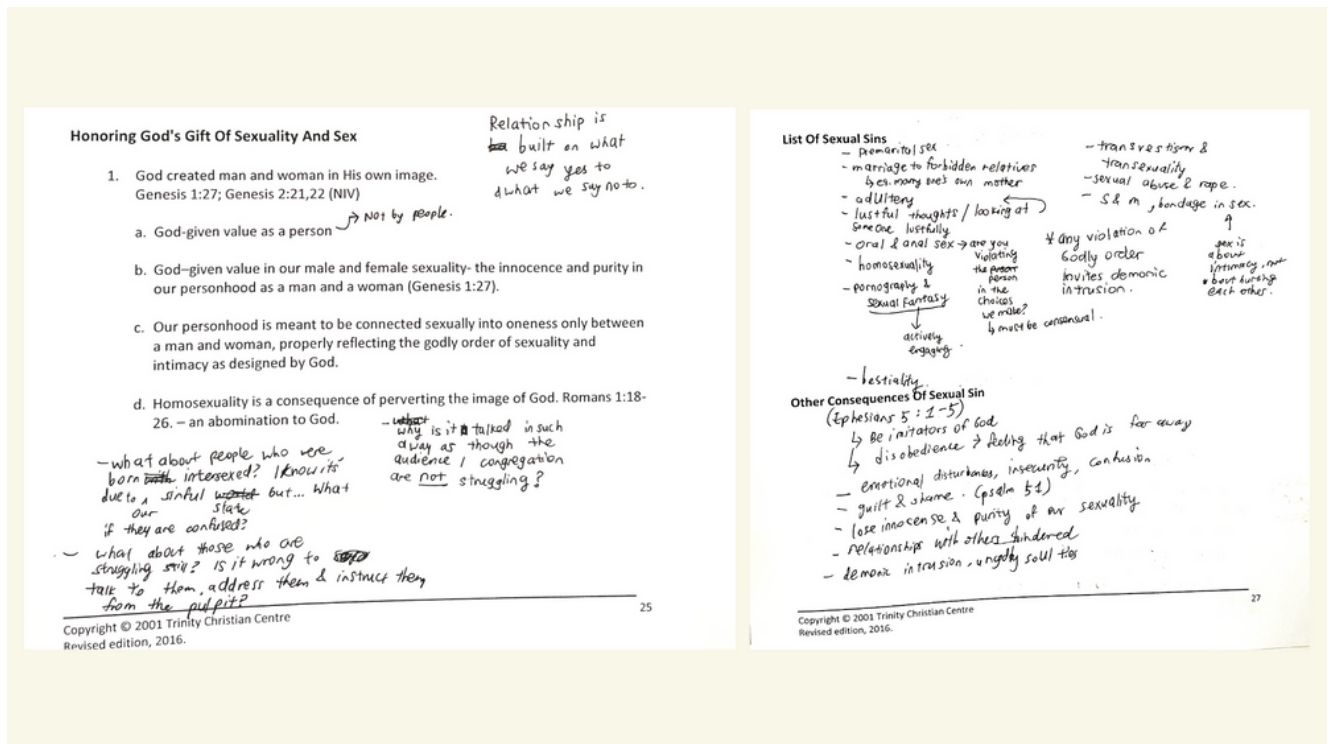 Honoring God's Gift Of Sexuality And Sex
Relationship is
built on what
we say yes to
& what we say no to.
1. God created man and woman in His own image.
Genesis 1:27; Genesis 2:21,22 (NIV)
→ Not by people.
a. God-given value as a person
b. God–given value in our male and female sexuality- the innocence and purity in
our personhood as a man and a woman (Genesis 1:27).
c. Our personhood is meant to be connected sexually into oneness only between
a man and woman, properly reflecting the godly order of sexuality and
intimacy as designed by God.
d. Homosexuality is a consequence of perverting the image of God. Romans 1:18-
26. – an abomination to God.
- what
why is it talked in such
a way as though the
audience / congregation
are not struggling?
- what about people who were
born with intersexed? I know its
due to our sinful world state but... what
if they are confused?
- what about those who are
struggling still? Is it wrong to
talk to them, address them & instruct them
from the pulpit?
25
Copyright © 2001 Trinity Christian Centre
Revised edition, 2016.
List Of Sexual Sins
- premarital sex
- marriage to forbidden relatives
↳ ex. marry one's own mother
- adultery
- lustful thoughts / looking at
someone lustfully
- oral & anal sex → are you
violating
the person
person
in the
choices
we make?
↳ must be consensual.
- homosexuality
- pornography &
sexual fantasy
↓
actively
engaging.
- bestiality.
- transvestism &
transexuality
- sexual abuse & rape.
- S & m, bondage in sex.
↑
sex is
about
intimacy, not
about hurting
each other.
* any violation of
Godly order
invites demonic
intrusion.
Other Consequences Of Sexual Sin
(Ephesians 5:1-5)
↳ Be imitators of God
↳ disobedience → feeling that God is far away
- emotional disturbances, insecurity, confusion
- guilt & shame. (psalm 51)
- lose innocence & purity of our sexuality
- relationships with others hindered
- demonic intrusion, ungodly soul ties
27
Copyright © 2001 Trinity Christian Centre
Revised edition, 2016.